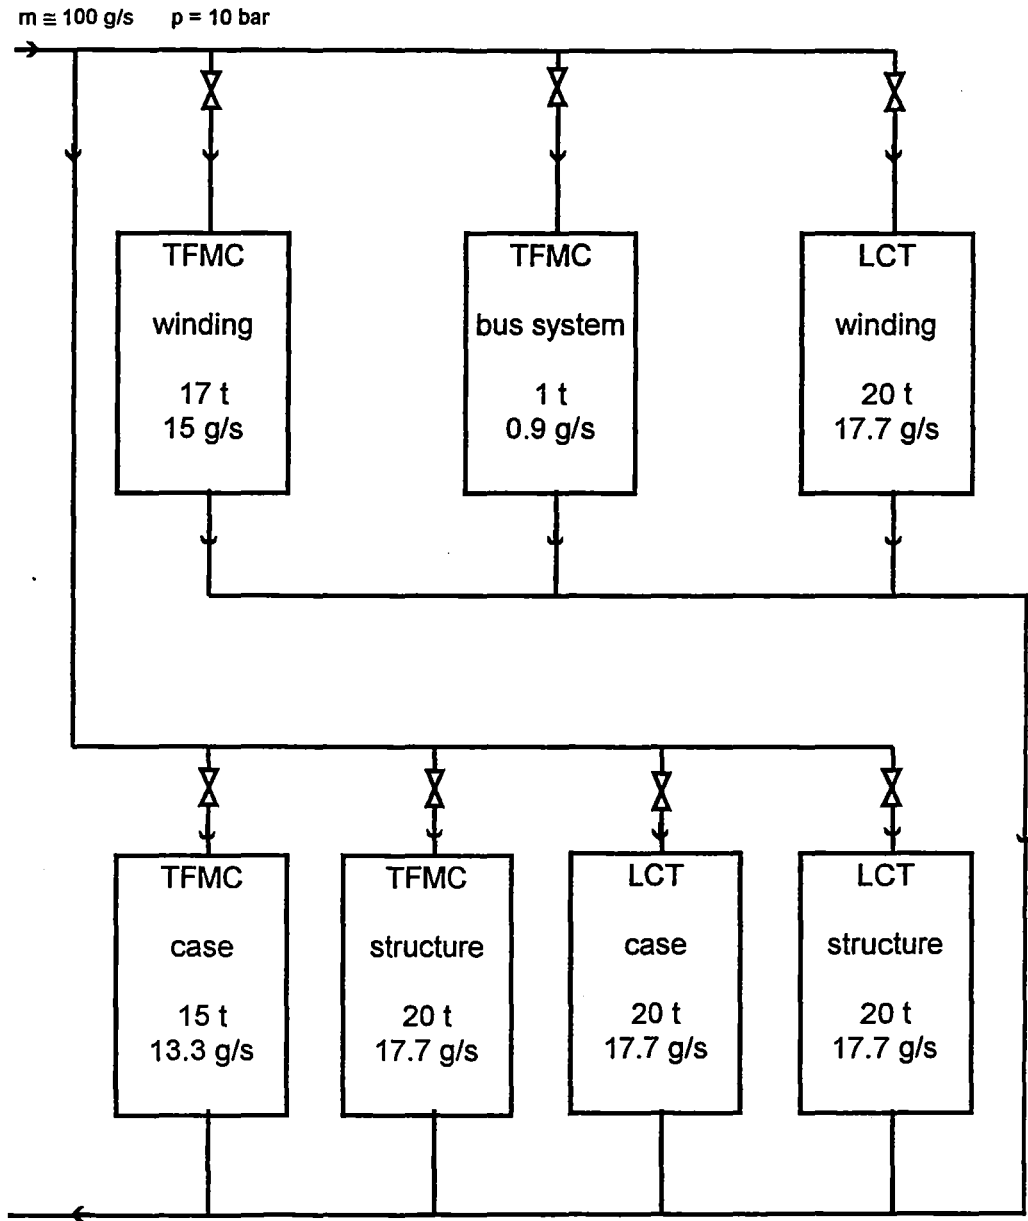 m ≅ 100 g/s p = 10 bar
TFMC
winding
17 t
15 g/s
TFMC
bus system
1 t
0.9 g/s
LCT
winding
20 t
17.7 g/s
TFMC
case
15 t
13.3 g/s
TFMC
structure
20 t
17.7 g/s
LCT
case
20 t
17.7 g/s
LCT
structure
20 t
17.7 g/s